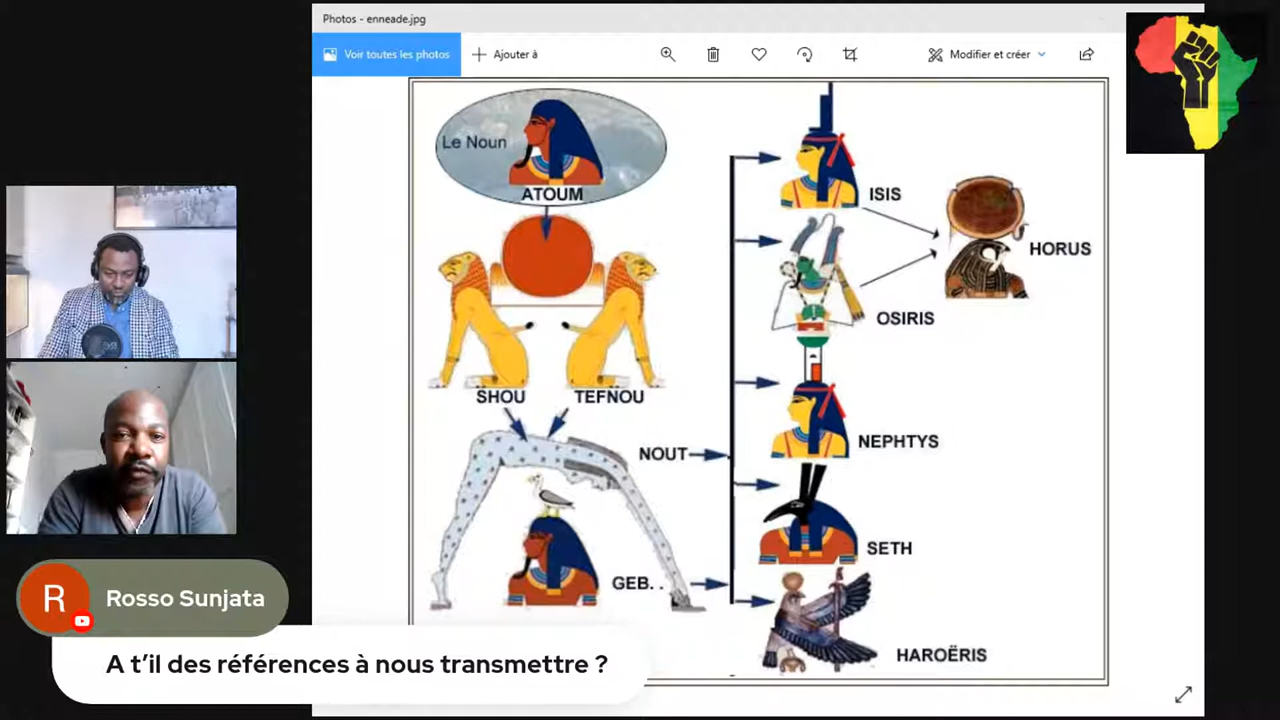 Photos - enneade.jpg
Voir toutes les photos
Ajouter à
Modifier et créer
Le Noun
ATOUM
SHOU
TEFNOU
NOUT
GEB. .
ISIS
OSIRIS
HORUS
NEPHTYS
SETH
HAROËRIS
R
Rosso Sunjata
A t’il des références à nous transmettre ?